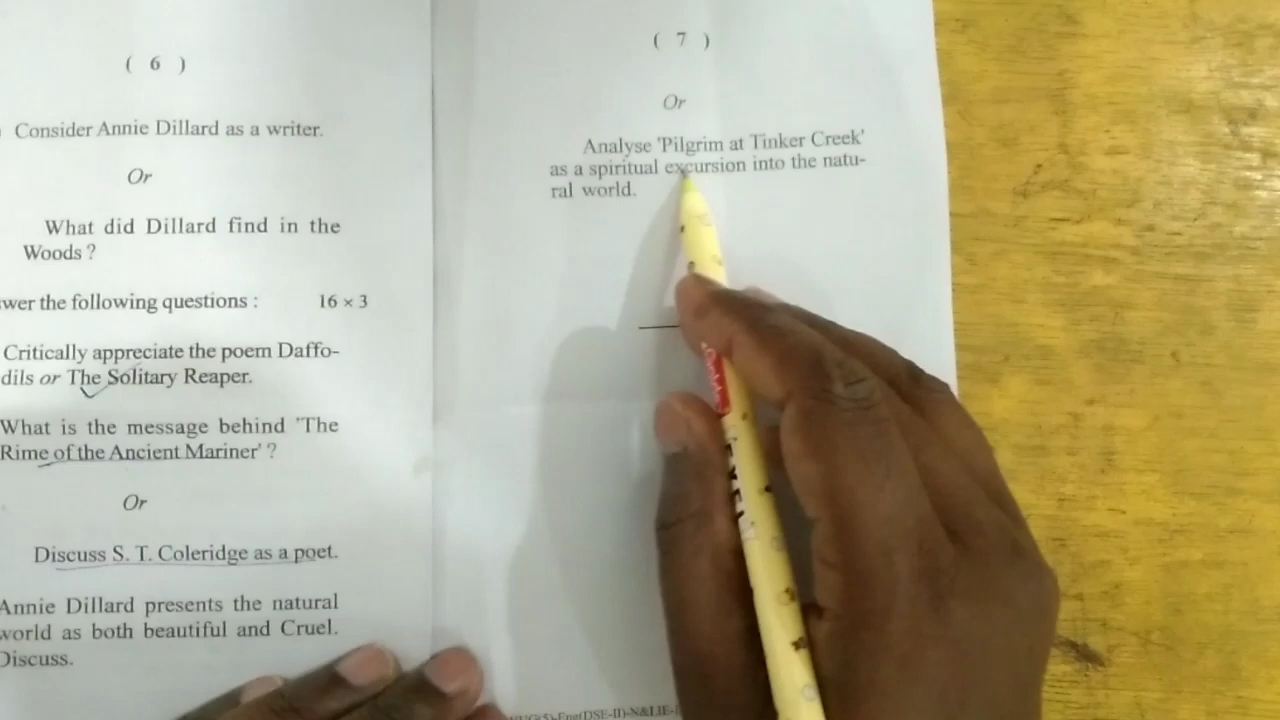 ( 6 )
Consider Annie Dillard as a writer.
Or
What did Dillard find in the
Woods ?
wer the following questions : 16 × 3
Critically appreciate the poem Daffo-
dils or The Solitary Reaper.
What is the message behind 'The
Rime of the Ancient Mariner' ?
Or
Discuss S. T. Coleridge as a poet.
Annie Dillard presents the natural
world as both beautiful and Cruel.
Discuss.
( 7 )
Or
Analyse 'Pilgrim at Tinker Creek'
as a spiritual excursion into the natu-
ral world.